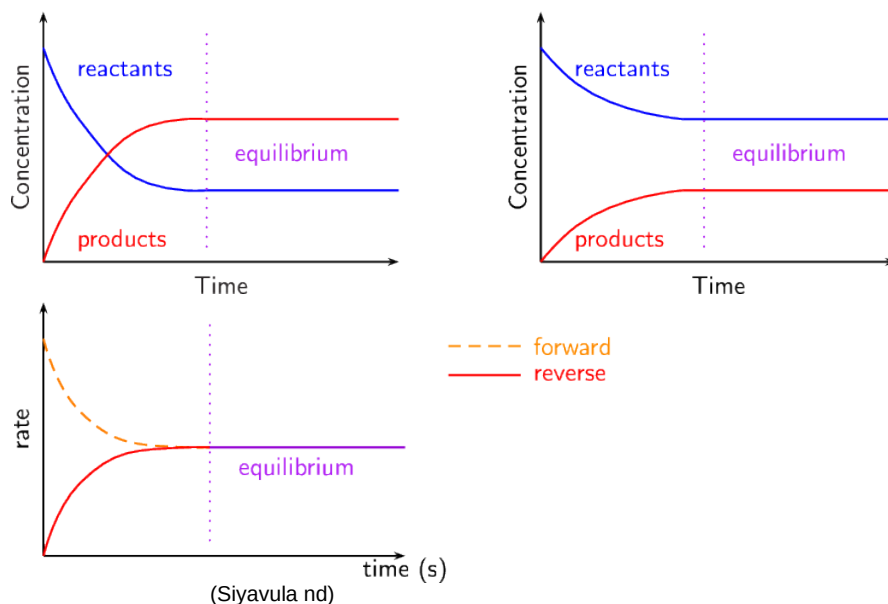 Concentration
reactants
equilibrium
products
Time
Concentration
reactants
equilibrium
products
Time
rate
equilibrium
time (s)
forward
reverse
(Siyavula nd)